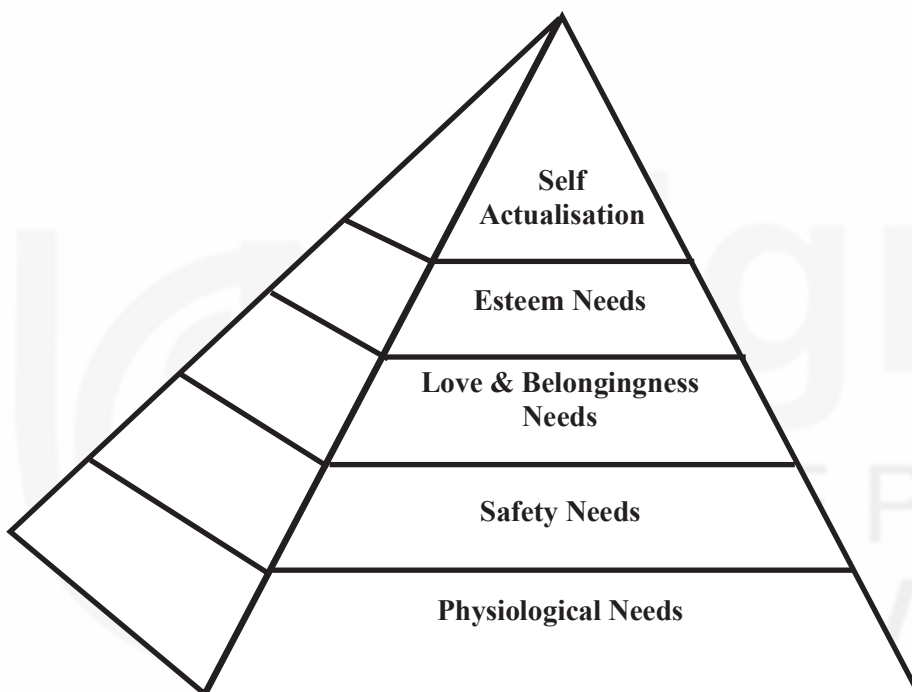 Self
Actualisation
Esteem Needs
Love & Belongingness
Needs
Safety Needs
Physiological Needs